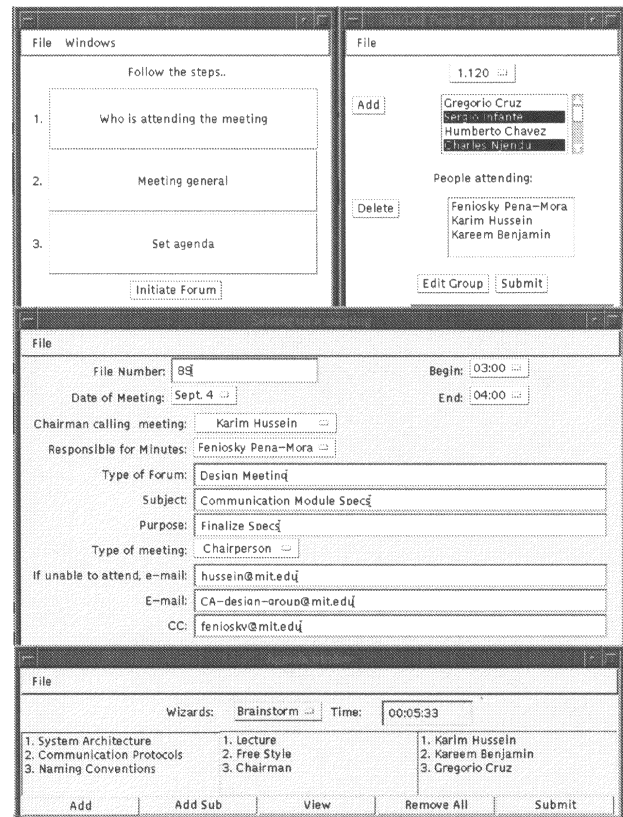 File Windows
Follow the steps..
1. Who is attending the meeting
2. Meeting general
3. Set agenda
Initiate Forum
File
1.120
Add
Gregorio Cruz
Sergio Infante
Humberto Chavez
Charles Njendu
People attending:
Delete
Feniosky Pena-Mora
Karim Hussein
Kareem Benjamin
Edit Group Submit
File
File Number: 89 Begin: 03:00
Date of Meeting: Sept. 4 End: 04:00
Chairman calling meeting: Karim Hussein
Responsible for Minutes: Feniosky Pena-Mora
Type of Forum: Design Meeting
Subject: Communication Module Specs
Purpose: Finalize Specs
Type of meeting: Chairperson
If unable to attend, e-mail: hussein@mit.edu
E-mail: CA-design-group@mit.edu
CC: feniosky@mit.edu
File
Wizards: Brainstorm Time: 00:05:33
1. System Architecture 1. Lecture 1. Karim Hussein
2. Communication Protocols 2. Free Style 2. Kareem Benjamin
3. Naming Conventions 3. Chairman 3. Gregorio Cruz
Add Add Sub View Remove All Submit